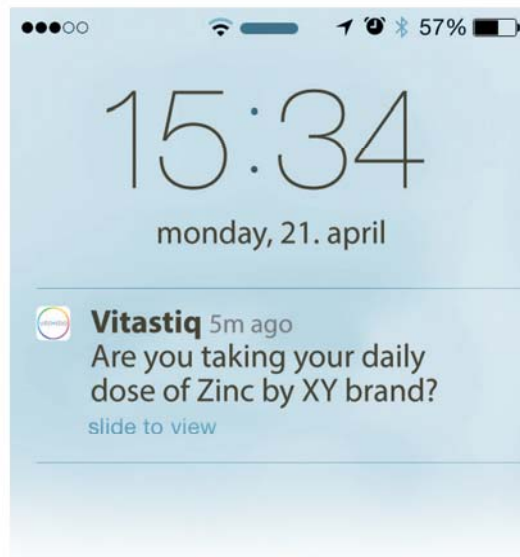 57%
15:34
monday, 21. april
Vitastiq 5m ago
Are you taking your daily
dose of Zinc by XY brand?
slide to view